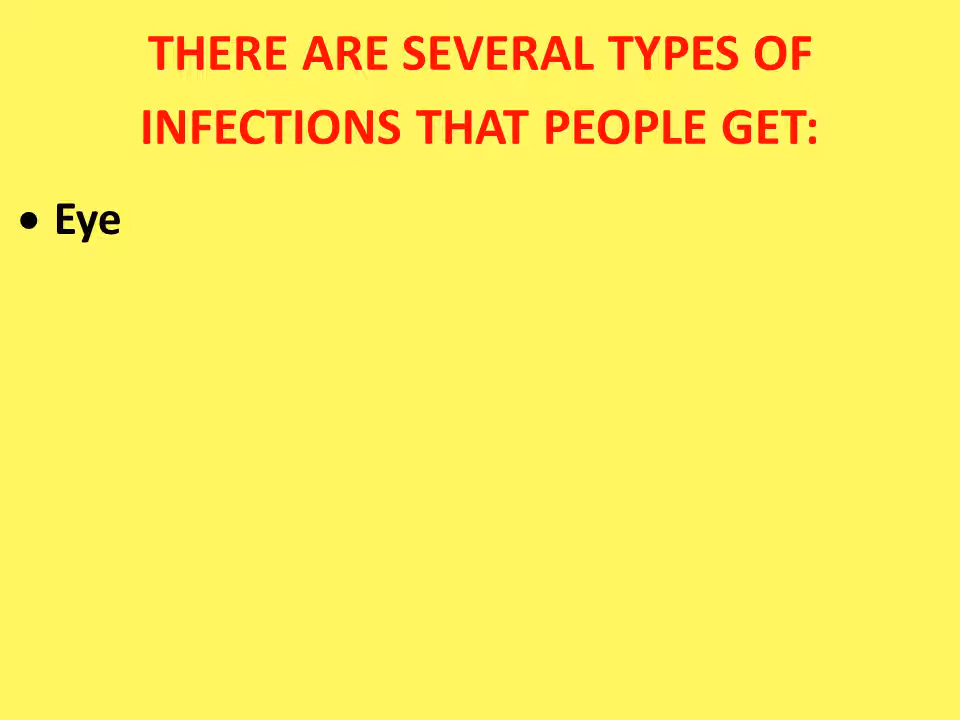 THERE ARE SEVERAL TYPES OF
INFECTIONS THAT PEOPLE GET:
• Eye